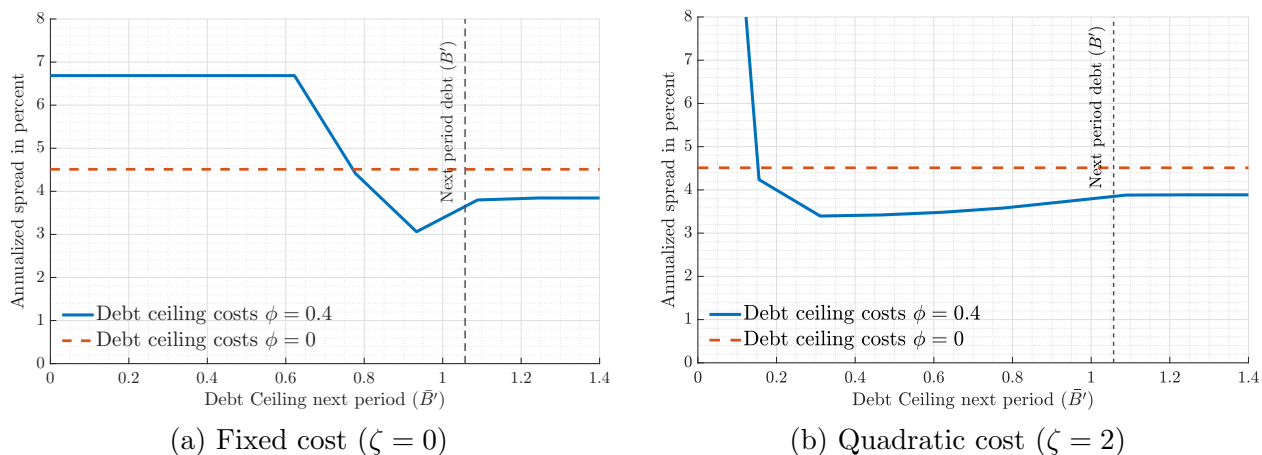 8
7
6
5
4
3
2
1
0
Annualized spread in percent
Next period debt (B′)
Debt ceiling costs ϕ = 0.4
Debt ceiling costs ϕ = 0
0 0.2 0.4 0.6 0.8 1 1.2 1.4
Debt Ceiling next period (B̄′)
(a) Fixed cost (ζ = 0)
8
7
6
5
4
3
2
1
0
Annualized spread in percent
Next period debt (B′)
Debt ceiling costs ϕ = 0.4
Debt ceiling costs ϕ = 0
0 0.2 0.4 0.6 0.8 1 1.2 1.4
Debt Ceiling next period (B̄′)
(b) Quadratic cost (ζ = 2)